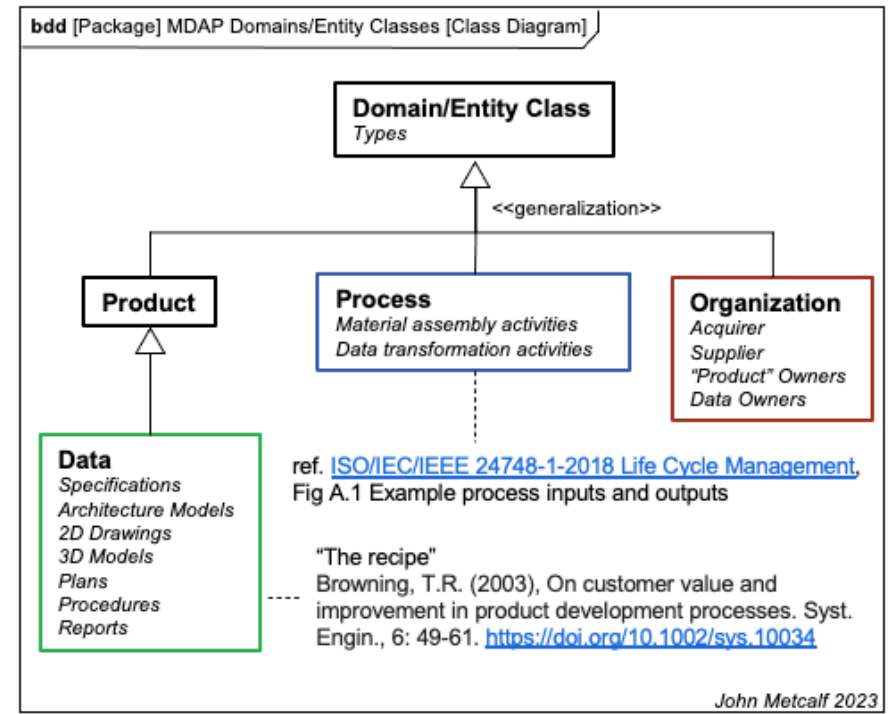 bdd [Package] MDAP Domains/Entity Classes [Class Diagram]
Domain/Entity Class
Types
<<generalization>>
Product
Process
Material assembly activities
Data transformation activities
Organization
Acquirer
Supplier
“Product” Owners
Data Owners
Data
Specifications
Architecture Models
2D Drawings
3D Models
Plans
Procedures
Reports
ref. ISO/IEC/IEEE 24748-1-2018 Life Cycle Management,
Fig A.1 Example process inputs and outputs
“The recipe”
Browning, T.R. (2003), On customer value and
improvement in product development processes. Syst.
Engin., 6: 49-61. https://doi.org/10.1002/sys.10034
John Metcalf 2023